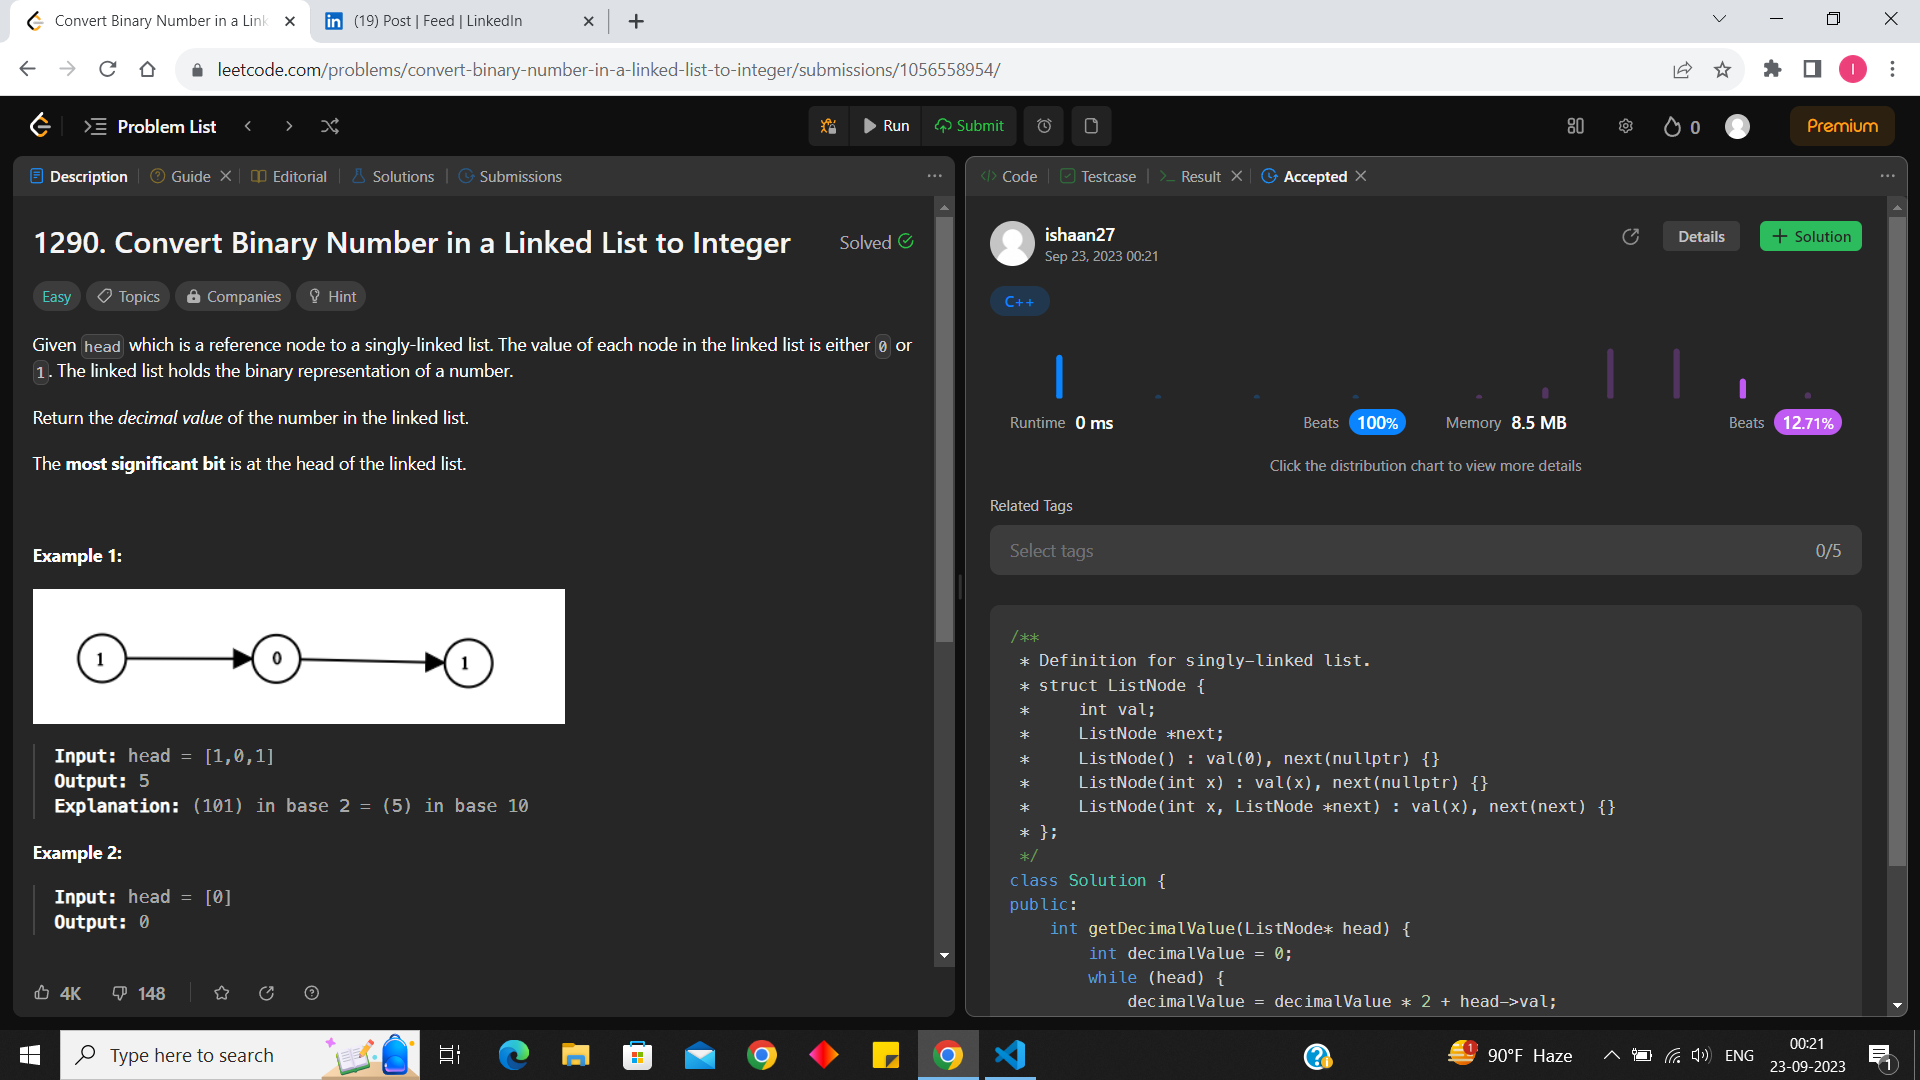 Convert Binary Number in a Link
(19) Post | Feed | LinkedIn
leetcode.com/problems/convert-binary-number-in-a-linked-list-to-integer/submissions/1056558954/
I
Problem List
Run
Submit
0
Premium
Description
Guide
Editorial
Solutions
Submissions
1290. Convert Binary Number in a Linked List to Integer
Solved
Easy
Topics
Companies
Hint
Given head which is a reference node to a singly-linked list. The value of each node in the linked list is either 0 or
1. The linked list holds the binary representation of a number.
Return the decimal value of the number in the linked list.
The most significant bit is at the head of the linked list.
Example 1:
1 0 1
Input: head = [1,0,1]
Output: 5
Explanation: (101) in base 2 = (5) in base 10
Example 2:
Input: head = [0]
Output: 0
4K
148
Code
Testcase
Result
Accepted
ishaan27
Sep 23, 2023 00:21
Details
Solution
C++
Runtime 0 ms
Beats 100%
Memory 8.5 MB
Beats 12.71%
Click the distribution chart to view more details
Related Tags
Select tags
0/5
/**
 * Definition for singly-linked list.
 * struct ListNode {
 *     int val;
 *     ListNode *next;
 *     ListNode() : val(0), next(nullptr) {}
 *     ListNode(int x) : val(x), next(nullptr) {}
 *     ListNode(int x, ListNode *next) : val(x), next(next) {}
 * };
 */
class Solution {
public:
    int getDecimalValue(ListNode* head) {
        int decimalValue = 0;
        while (head) {
            decimalValue = decimalValue * 2 + head->val;
Type here to search
1
90°F Haze
ENG
00:21
23-09-2023
1